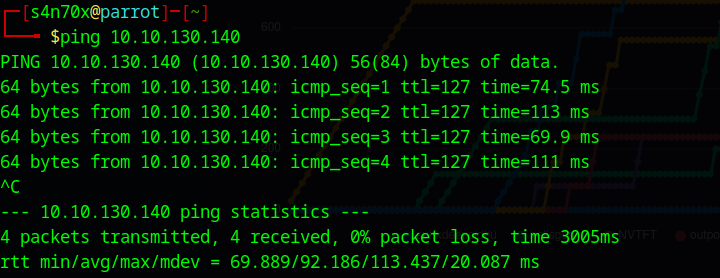 ┌─[s4n70x@parrot]─[~]
└──╼ $ping 10.10.130.140
PING 10.10.130.140 (10.10.130.140) 56(84) bytes of data.
64 bytes from 10.10.130.140: icmp_seq=1 ttl=127 time=74.5 ms
64 bytes from 10.10.130.140: icmp_seq=2 ttl=127 time=113 ms
64 bytes from 10.10.130.140: icmp_seq=3 ttl=127 time=69.9 ms
64 bytes from 10.10.130.140: icmp_seq=4 ttl=127 time=111 ms
^C
--- 10.10.130.140 ping statistics ---
4 packets transmitted, 4 received, 0% packet loss, time 3005ms
rtt min/avg/max/mdev = 69.889/92.186/113.437/20.087 ms
600